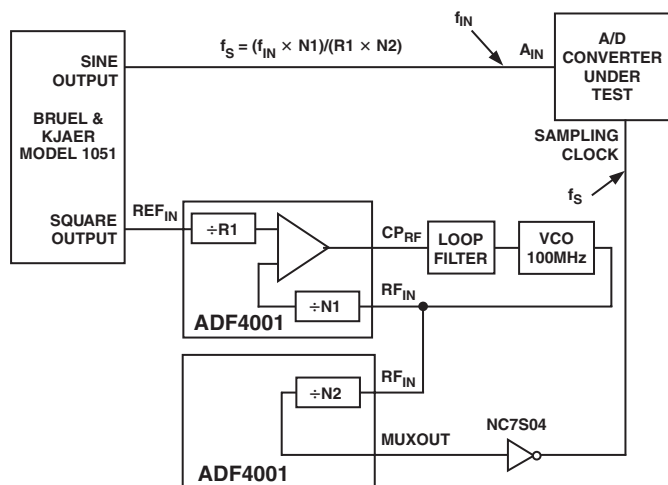 f_IN
f_S = (f_IN × N1)/(R1 × N2)
A_IN
A/D
CONVERTER
UNDER
TEST
SINE
OUTPUT
BRUEL &
KJAER
MODEL 1051
SAMPLING
CLOCK
f_S
SQUARE
OUTPUT
REF_IN
÷R1
CP_RF
LOOP
FILTER
VCO
100MHz
÷N1
RF_IN
ADF4001
÷N2
RF_IN
MUXOUT
NC7S04
ADF4001